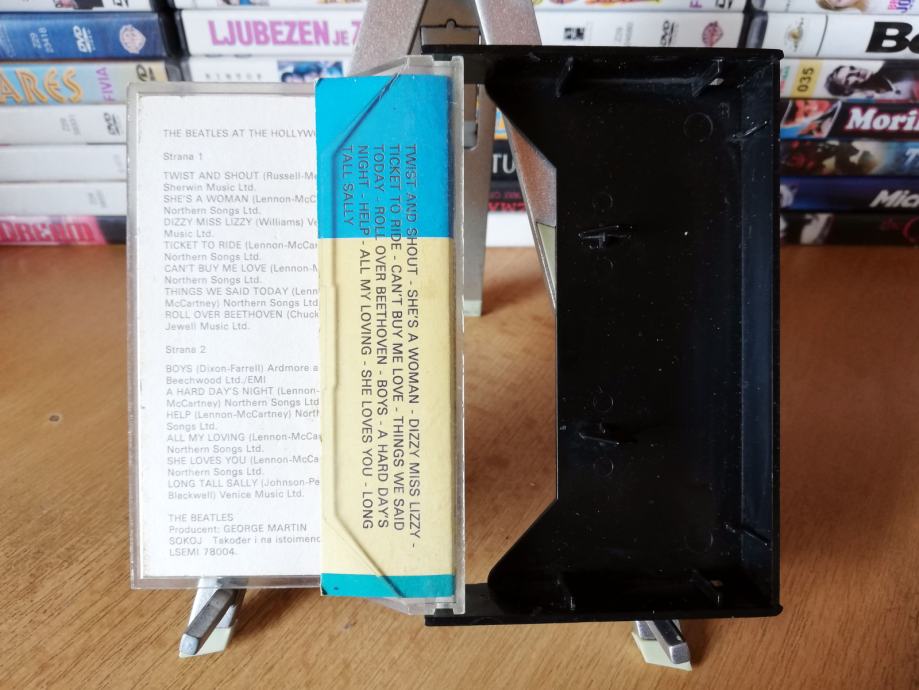 THE BEATLES AT THE HOLLYW
Strana 1
TWIST AND SHOUT (Russell-Me
Sherwin Music Ltd.
SHE'S A WOMAN (Lennon-McC
Northern Songs Ltd.
DIZZY MISS LIZZY (Williams) Ve
Music Ltd.
TICKET TO RIDE (Lennon-McCar
Northern Songs Ltd.
CAN'T BUY ME LOVE (Lennon-M
Northern Songs Ltd.
THINGS WE SAID TODAY (Lenn
McCartney) Northern Songs Ltd.
ROLL OVER BEETHOVEN (Chuck
Jewell Music Ltd.
Strana 2
BOYS (Dixon-Farrell) Ardmore a
Beechwood Ltd./EMI
A HARD DAY'S NIGHT (Lennon-
McCartney) Northern Songs Ltd
HELP (Lennon-McCartney) North
Songs Ltd.
ALL MY LOVING (Lennon-McCa
Northern Songs Ltd.
SHE LOVES YOU (Lennon-McCa
Northern Songs Ltd.
LONG TALL SALLY (Johnson-Pe
Blackwell) Venice Music Ltd.
THE BEATLES
Producent: GEORGE MARTIN
SOKOJ Također i na istoimeno
LSEMI 78004.
TWIST AND SHOUT - SHE'S A WOMAN - DIZZY MISS LIZZY -
TICKET TO RIDE - CAN'T BUY ME LOVE - THINGS WE SAID
TODAY - ROLL OVER BEETHOVEN - BOYS - A HARD DAY'S
NIGHT - HELP - ALL MY LOVING - SHE LOVES YOU - LONG
TALL SALLY
LJUBEZEN JE
ARES
FIVIA
DREAM
DVD
035
Mori
Mic